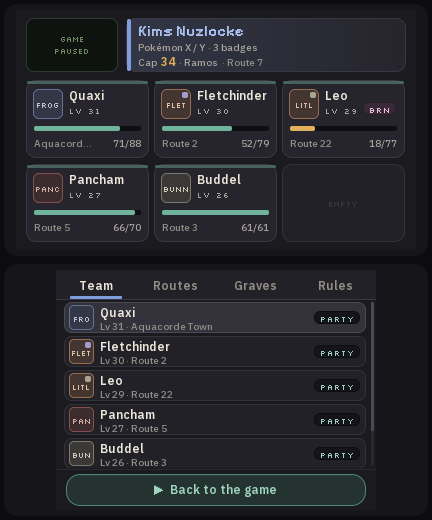 GAME
PAUSED
Kims Nuzlocke
Pokémon X / Y · 3 badges
Cap 34 · Ramos · Route 7
FROG
Quaxi
LV 31
Aquacord… 71/88
FLET
Fletchinder
LV 30
Route 2 52/79
LITL
Leo
LV 29 BRN
Route 22 18/77
PANC
Pancham
LV 27
Route 5 66/70
BUNN
Buddel
LV 26
Route 3 61/61
EMPTY
Team Routes Graves Rules
FRO
Quaxi
Lv 31 · Aquacorde Town
PARTY
FLET
Fletchinder
Lv 30 · Route 2
PARTY
LITL
Leo
Lv 29 · Route 22
PARTY
PAN
Pancham
Lv 27 · Route 5
PARTY
BUN
Buddel
Lv 26 · Route 3
PARTY
▶ Back to the game